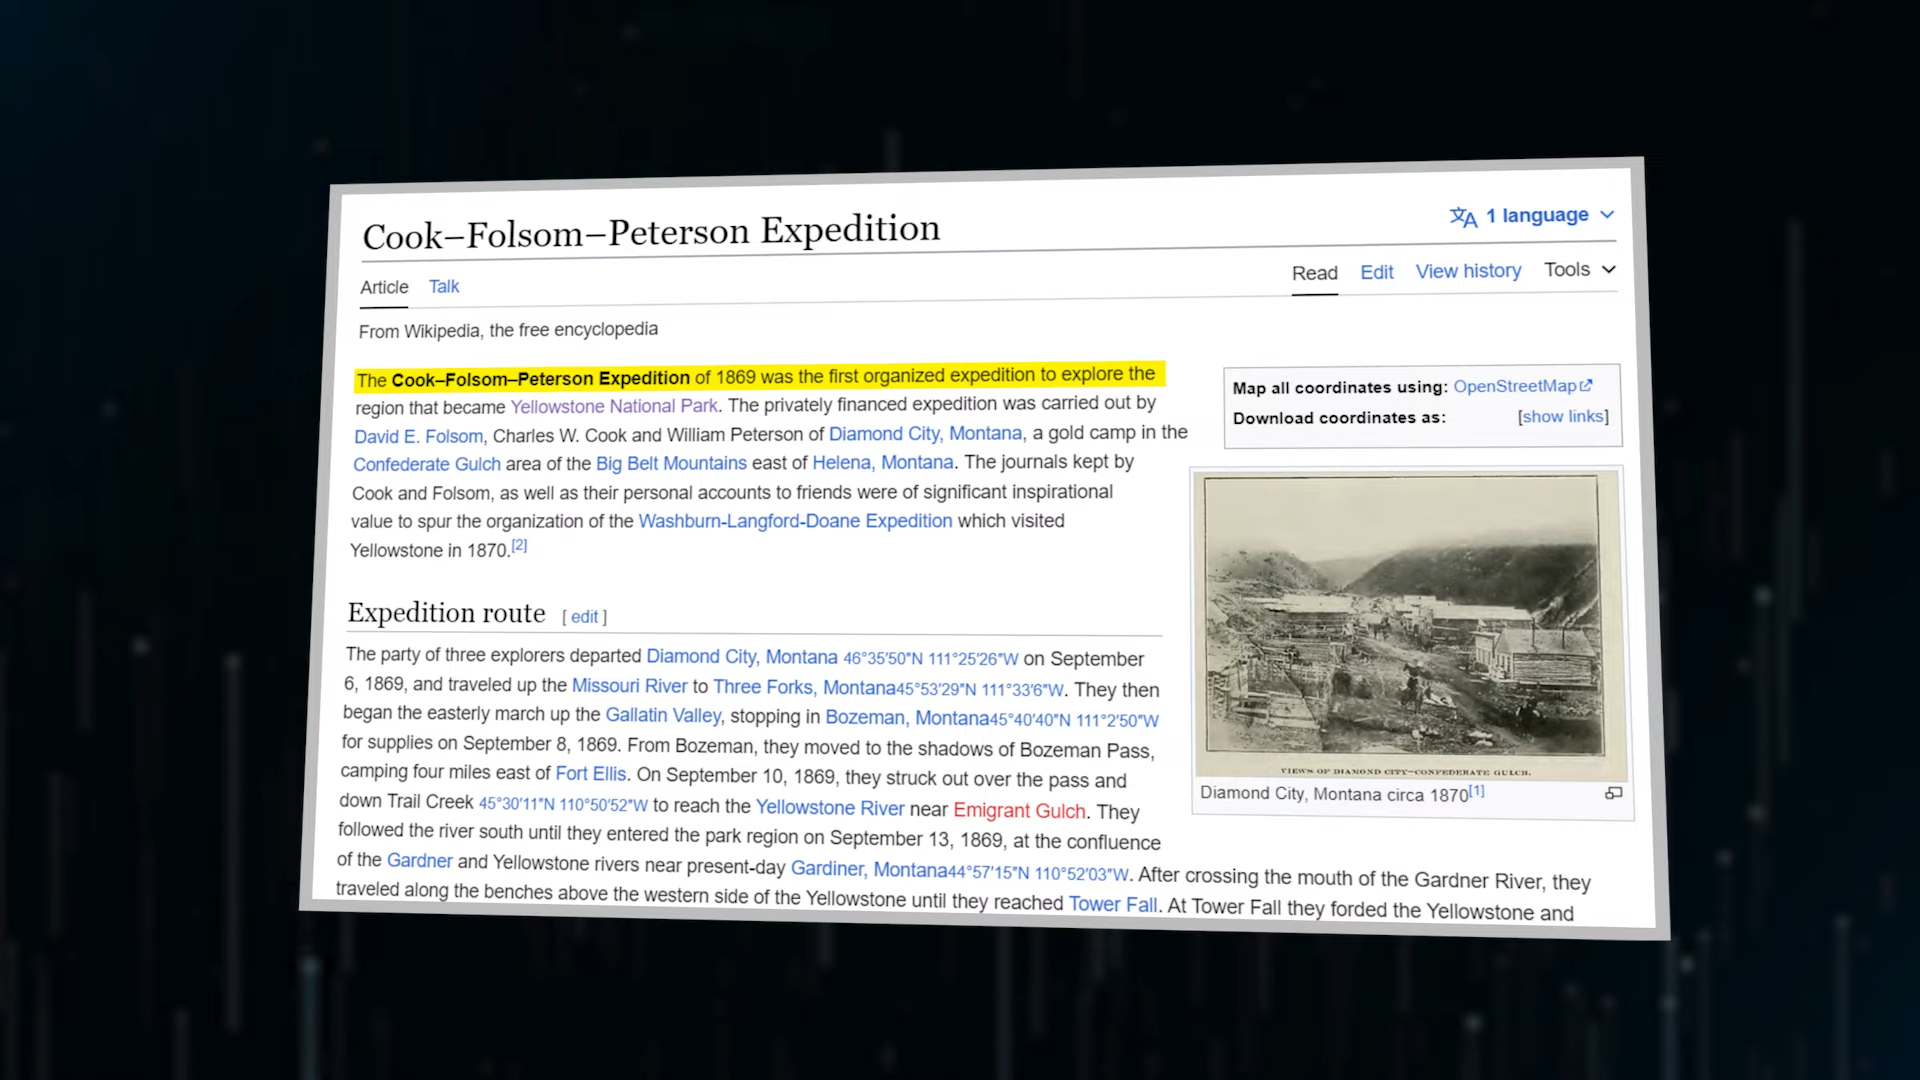 Cook–Folsom–Peterson Expedition
文A 1 language
Article Talk
Read Edit View history Tools
From Wikipedia, the free encyclopedia
The Cook–Folsom–Peterson Expedition of 1869 was the first organized expedition to explore the
region that became Yellowstone National Park. The privately financed expedition was carried out by
David E. Folsom, Charles W. Cook and William Peterson of Diamond City, Montana, a gold camp in the
Confederate Gulch area of the Big Belt Mountains east of Helena, Montana. The journals kept by
Cook and Folsom, as well as their personal accounts to friends were of significant inspirational
value to spur the organization of the Washburn-Langford-Doane Expedition which visited
Yellowstone in 1870.[2]
Map all coordinates using: OpenStreetMap
Download coordinates as: [show links]
VIEWS OF DIAMOND CITY—CONFEDERATE GULCH.
Diamond City, Montana circa 1870[1]
Expedition route [ edit ]
The party of three explorers departed Diamond City, Montana 46°35′50″N 111°25′26″W on September
6, 1869, and traveled up the Missouri River to Three Forks, Montana45°53′29″N 111°33′6″W. They then
began the easterly march up the Gallatin Valley, stopping in Bozeman, Montana45°40′40″N 111°2′50″W
for supplies on September 8, 1869. From Bozeman, they moved to the shadows of Bozeman Pass,
camping four miles east of Fort Ellis. On September 10, 1869, they struck out over the pass and
down Trail Creek 45°30′11″N 110°50′52″W to reach the Yellowstone River near Emigrant Gulch. They
followed the river south until they entered the park region on September 13, 1869, at the confluence
of the Gardner and Yellowstone rivers near present-day Gardiner, Montana44°57′15″N 110°52′03″W. After crossing the mouth of the Gardner River, they
traveled along the benches above the western side of the Yellowstone until they reached Tower Fall. At Tower Fall they forded the Yellowstone and